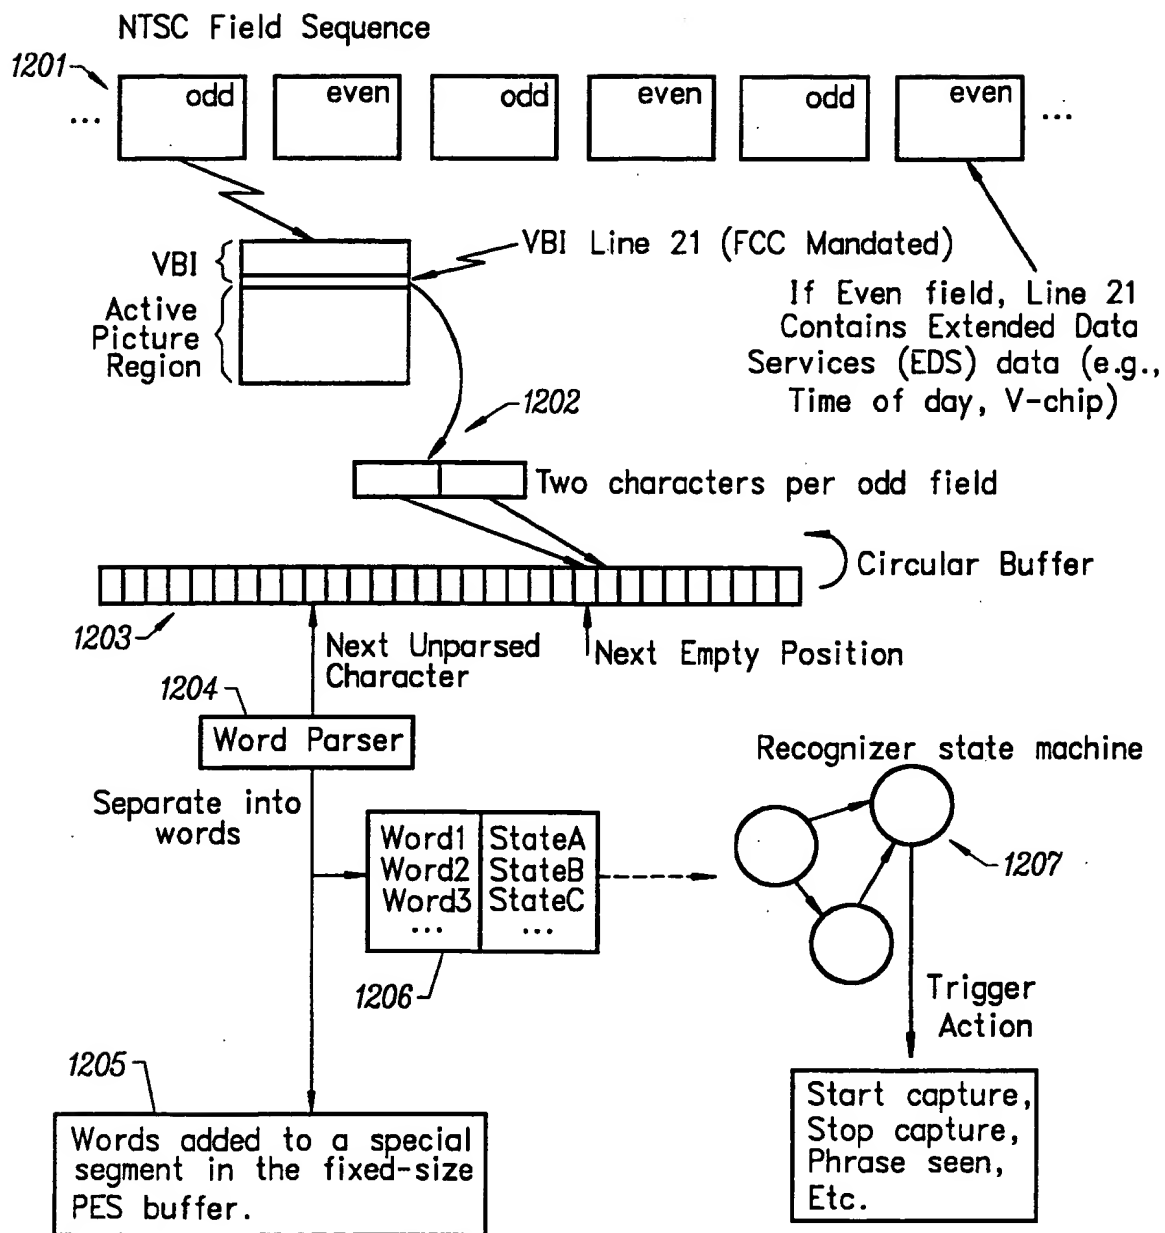 NTSC Field Sequence
1201
... odd even odd even odd even ...
VBI
VBI Line 21 (FCC Mandated)
Active
Picture
Region
If Even field, Line 21
Contains Extended Data
Services (EDS) data (e.g.,
Time of day, V-chip)
1202
Two characters per odd field
Circular Buffer
1203
Next Unparsed
Character
Next Empty Position
1204
Word Parser
Separate into
words
Word1 StateA
Word2 StateB
Word3 StateC
... ...
1206
Recognizer state machine
1207
Trigger
Action
1205
Words added to a special
segment in the fixed-size
PES buffer.
Start capture,
Stop capture,
Phrase seen,
Etc.